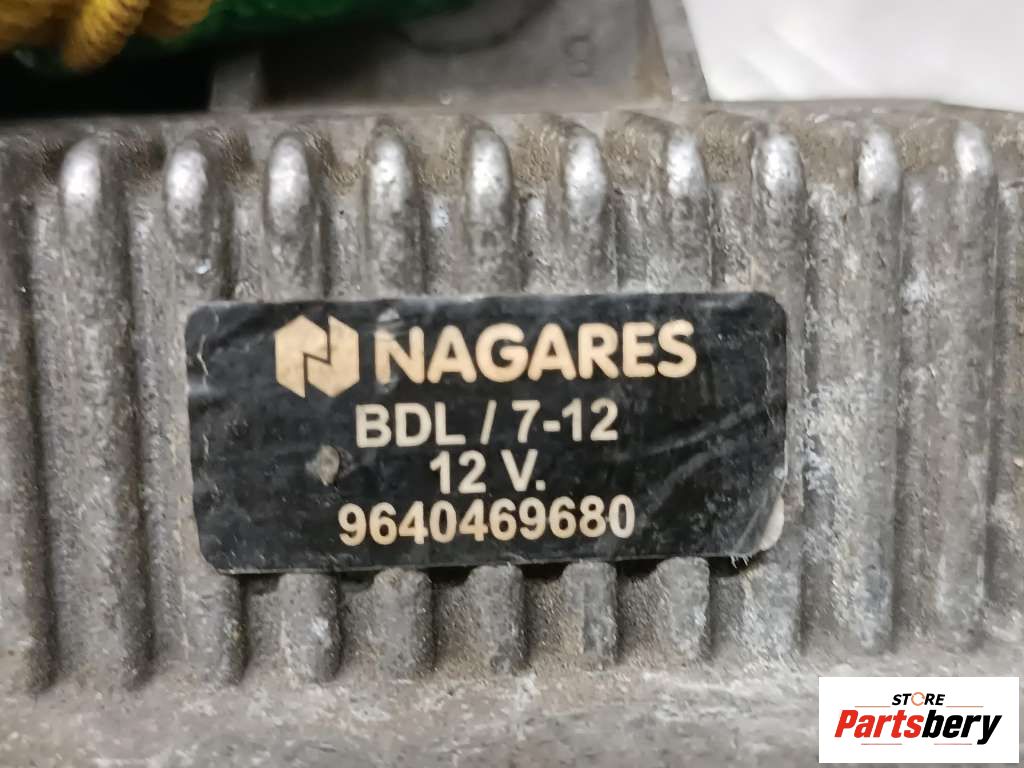 NAGARES
BDL / 7-12
12 V.
9640469680
STORE
Partsbery